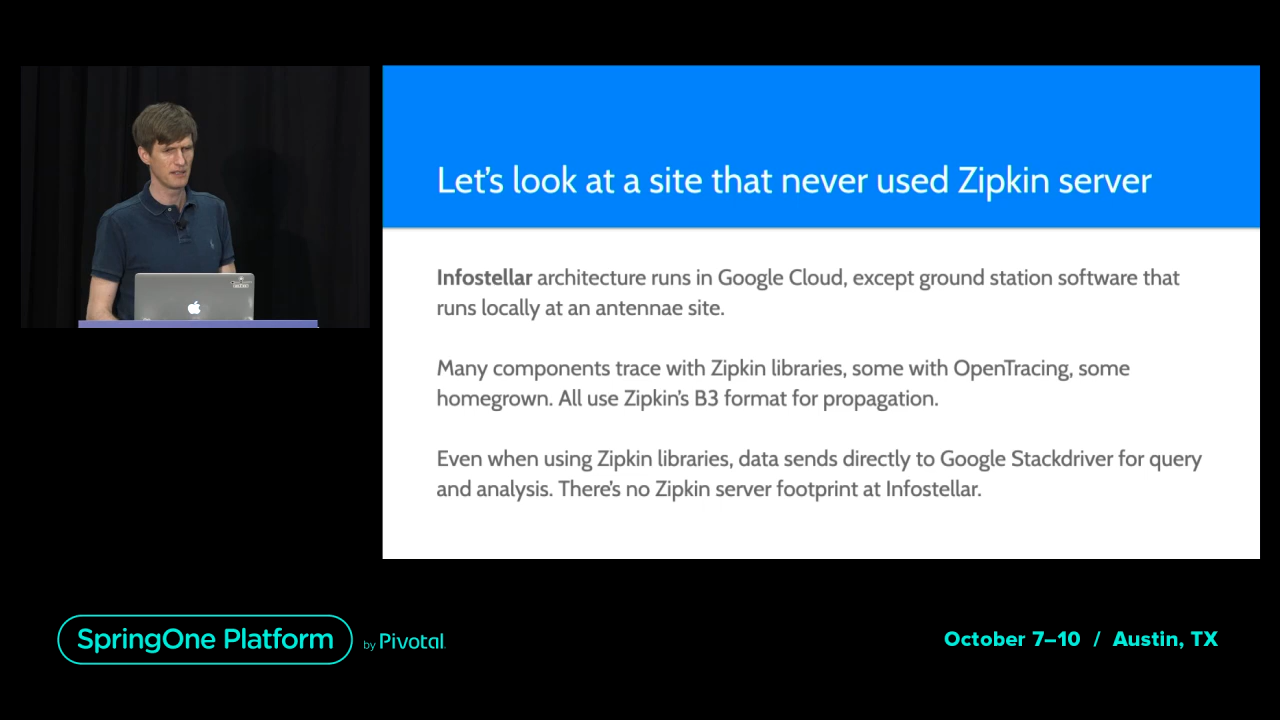 Let's look at a site that never used Zipkin server
Infostellar architecture runs in Google Cloud, except ground station software that
runs locally at an antennae site.
Many components trace with Zipkin libraries, some with OpenTracing, some
homegrown. All use Zipkin's B3 format for propagation.
Even when using Zipkin libraries, data sends directly to Google Stackdriver for query
and analysis. There's no Zipkin server footprint at Infostellar.
SpringOne Platform
by Pivotal
October 7–10 / Austin, TX